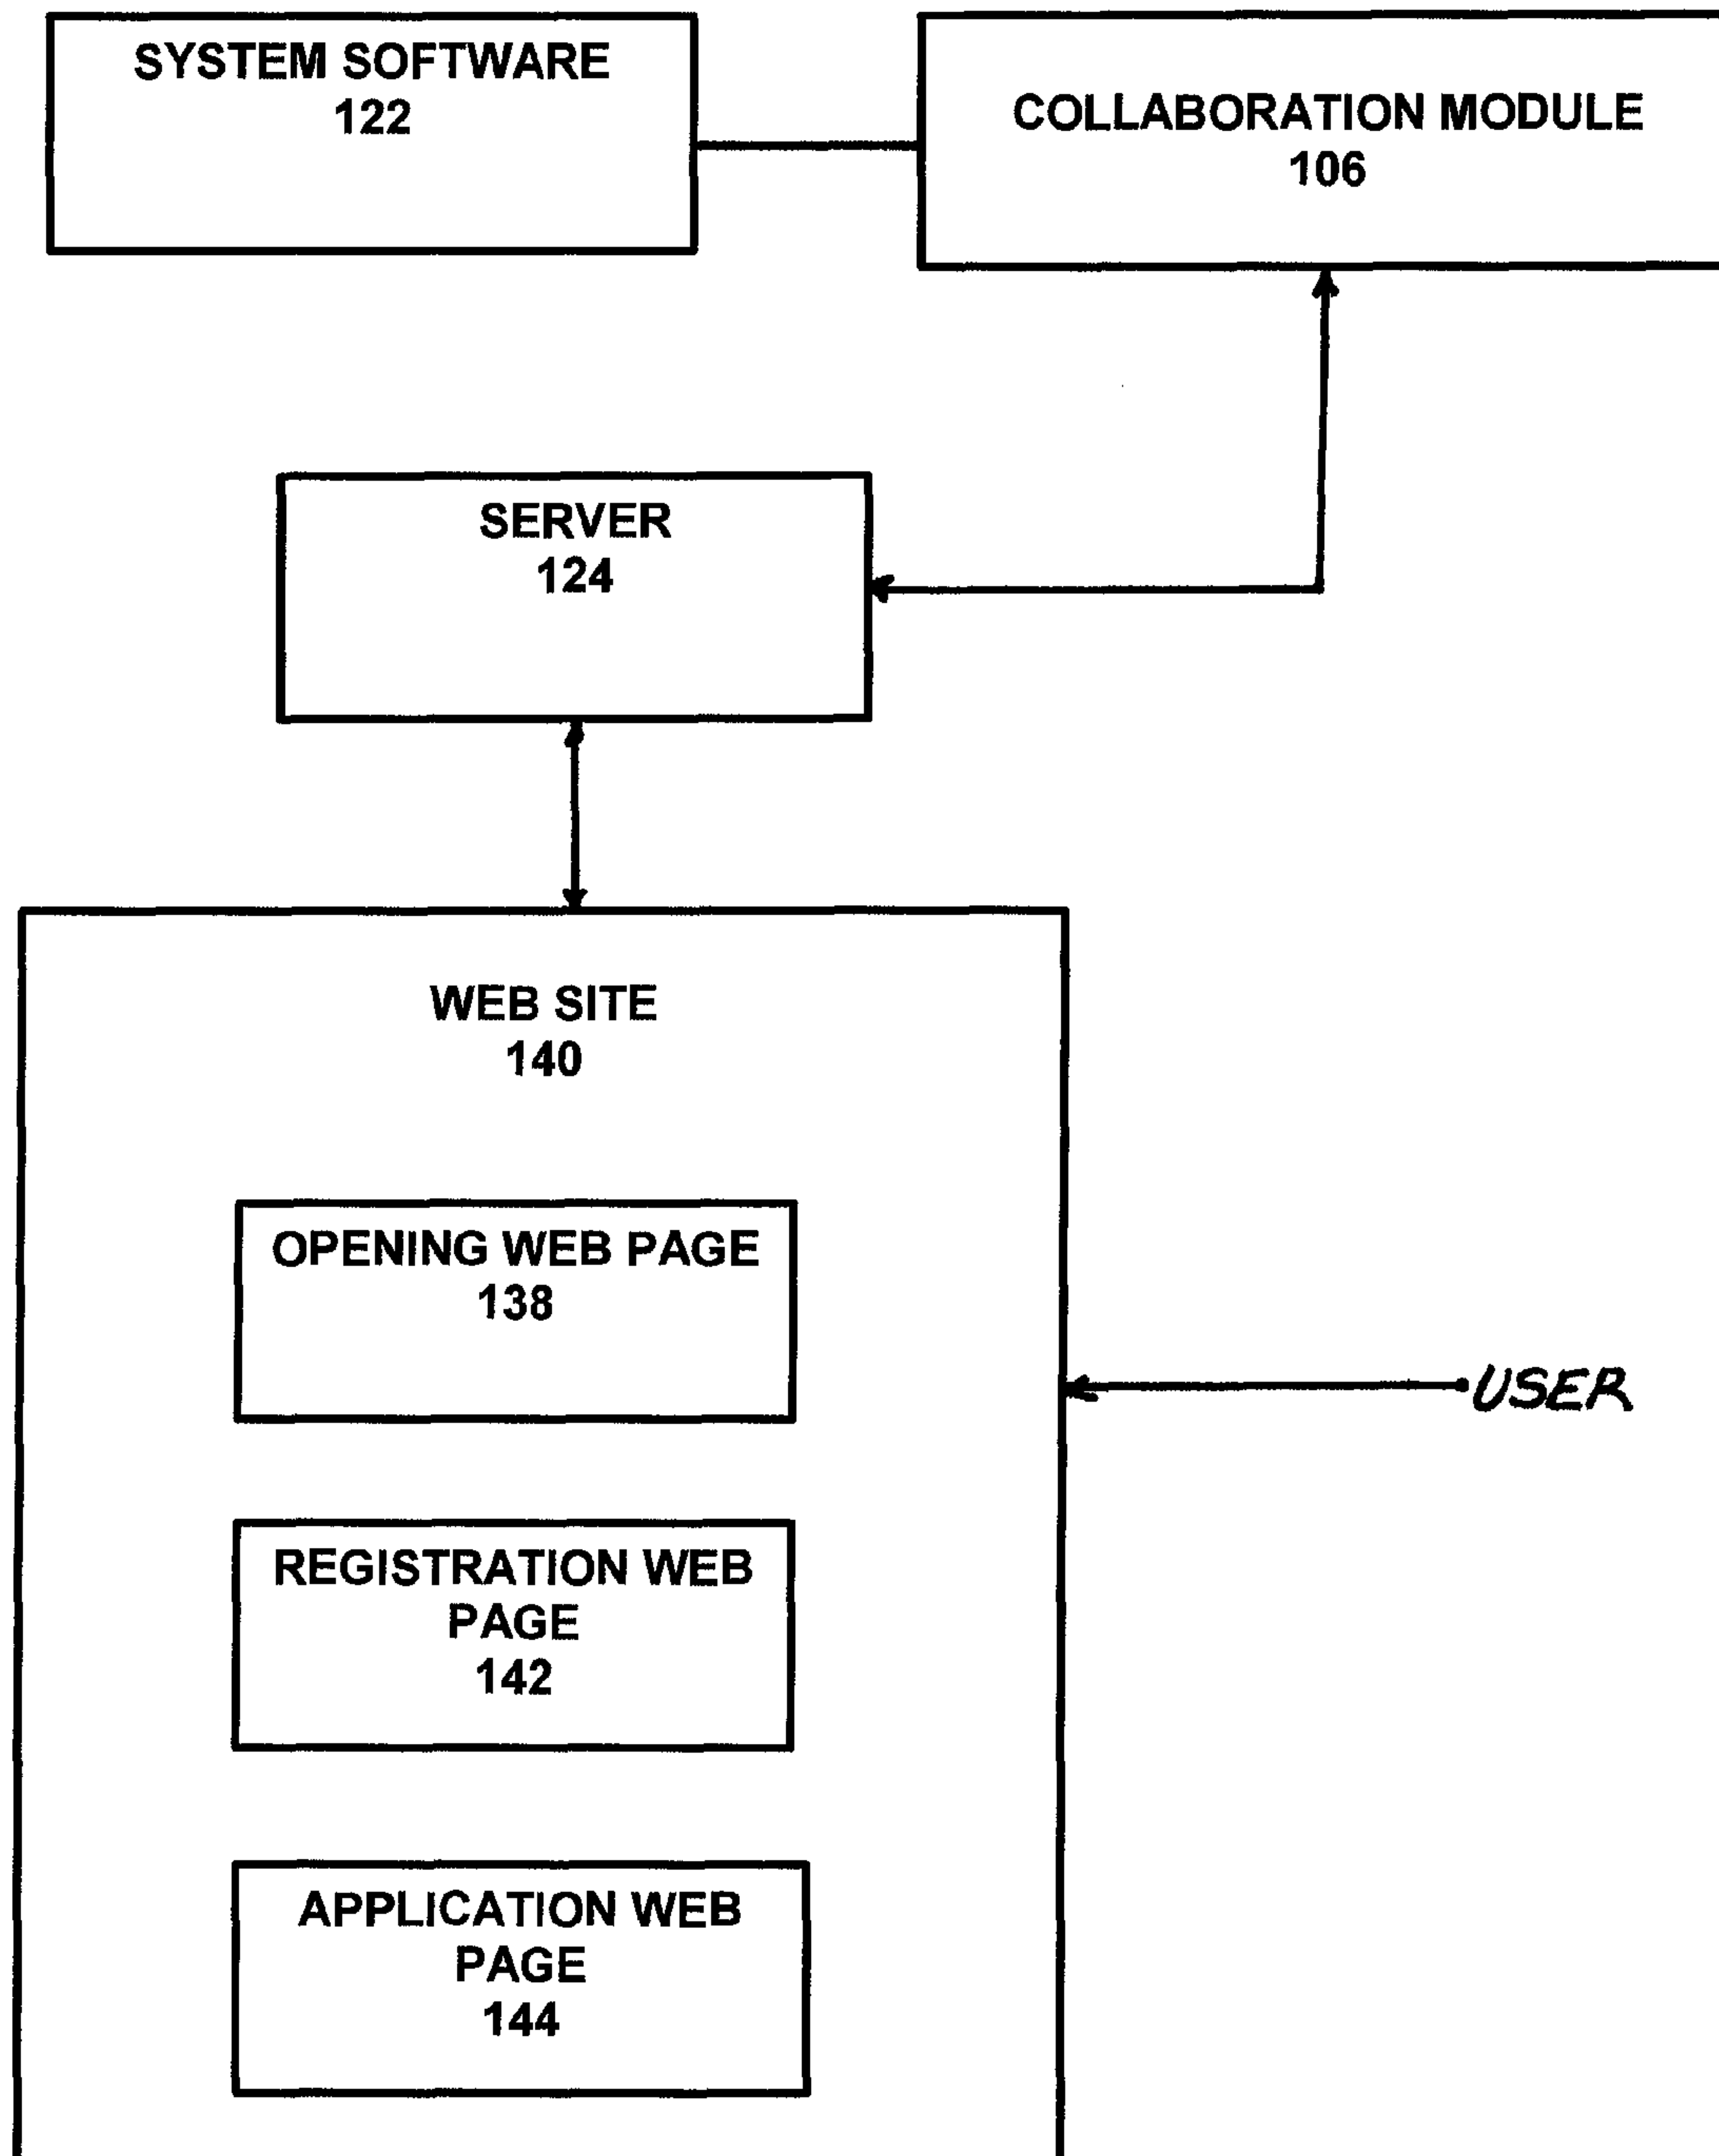 SYSTEM SOFTWARE
122
COLLABORATION MODULE
106
SERVER
124
WEB SITE
140
OPENING WEB PAGE
138
USER
REGISTRATION WEB
PAGE
142
APPLICATION WEB
PAGE
144